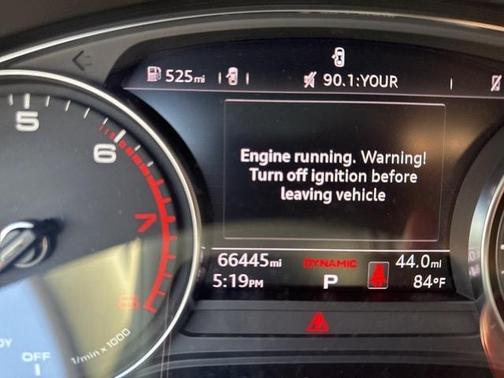 525mi
90.1:YOUR
5
6
7
8
Engine running. Warning!
Turn off ignition before
leaving vehicle
66445mi
DYNAMIC
44.0mi
5:19PM
P
84°F
DY
OFF
1/min x 1000